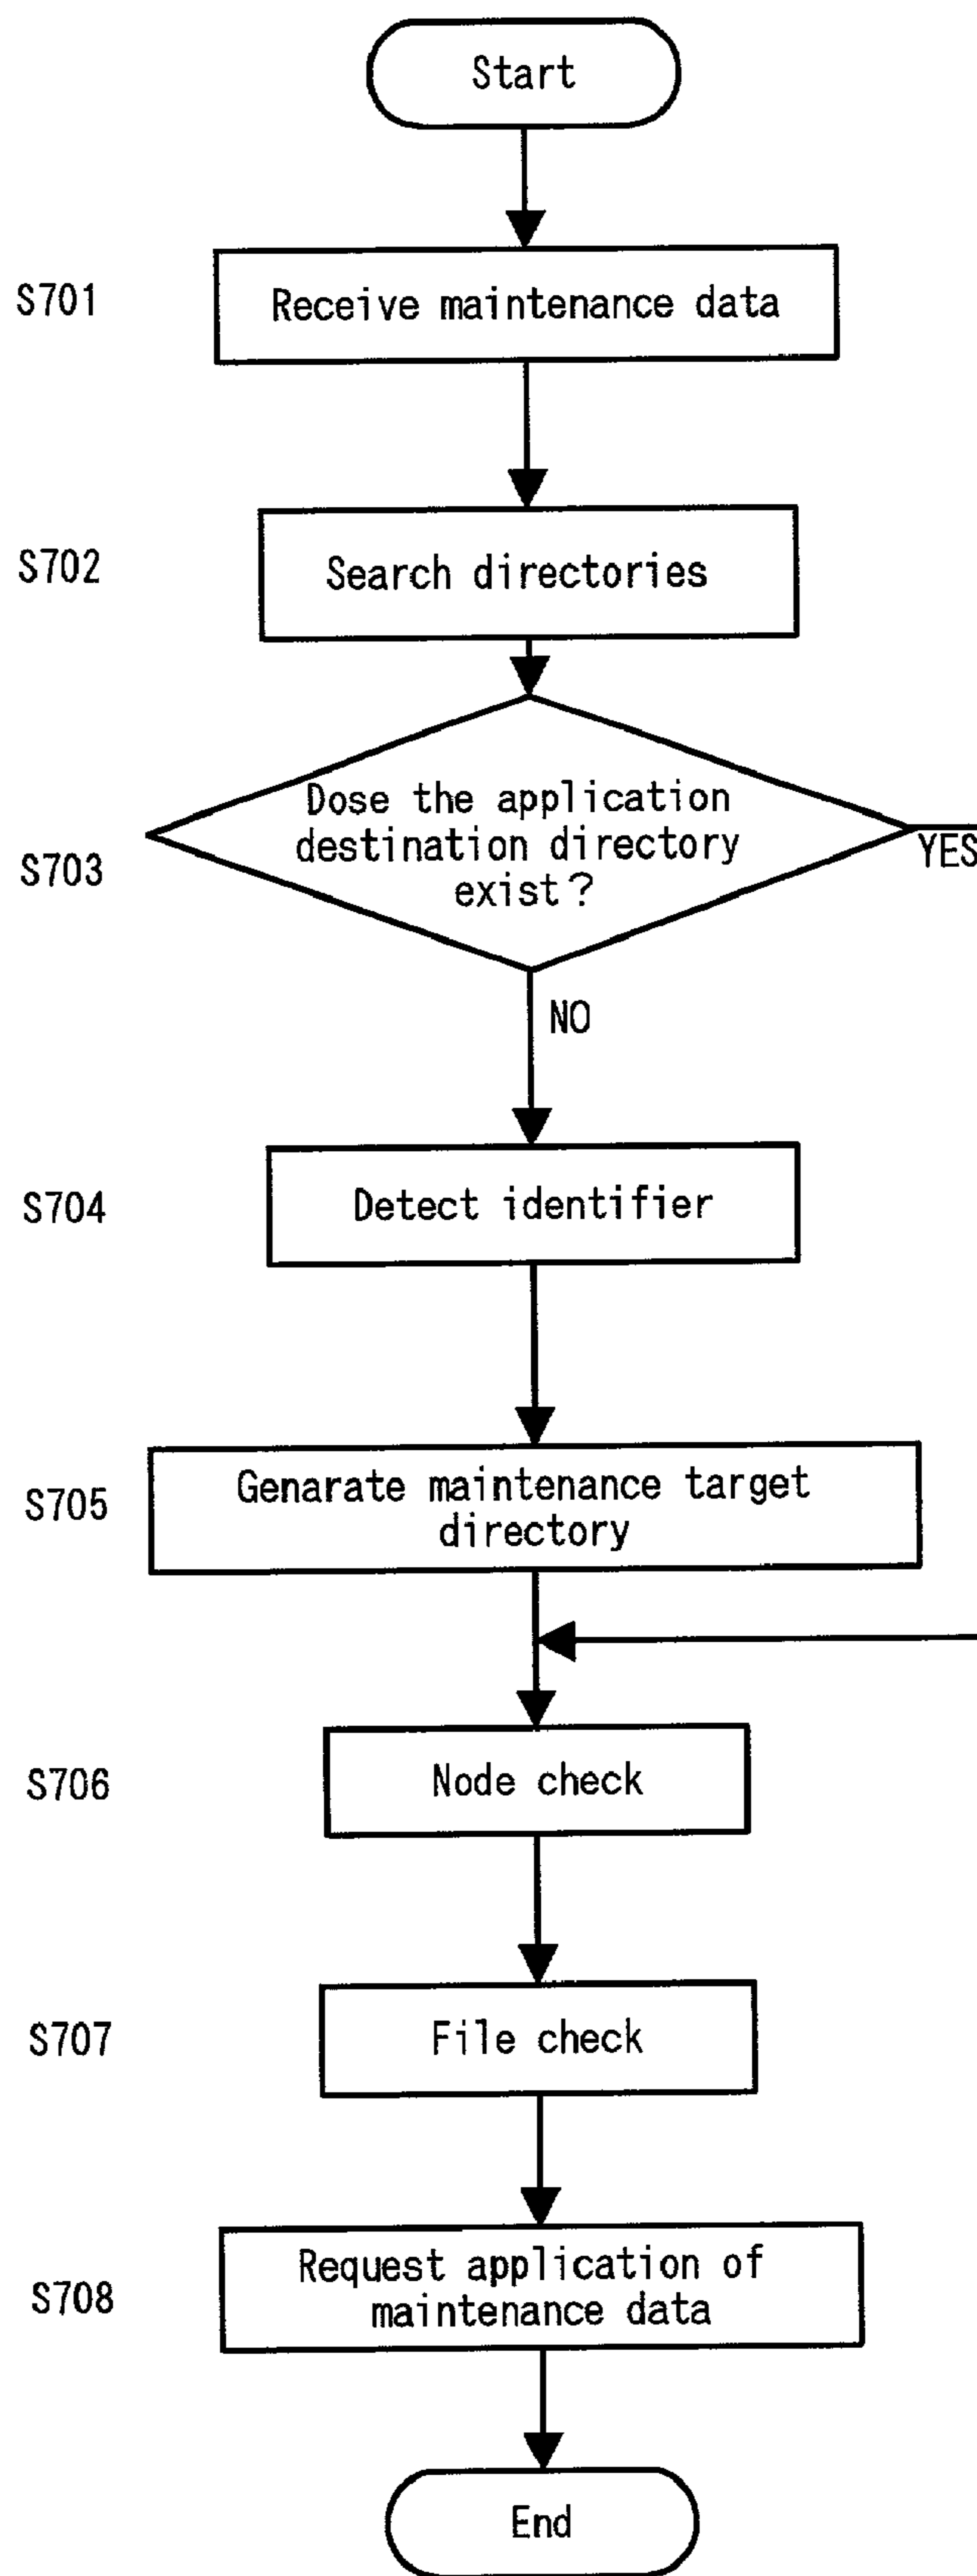 Start
S701
Receive maintenance data
S702
Search directories
S703
Dose the application
destination directory
exist?
YES
NO
S704
Detect identifier
S705
Genarate maintenance target
directory
S706
Node check
S707
File check
S708
Request application of
maintenance data
End